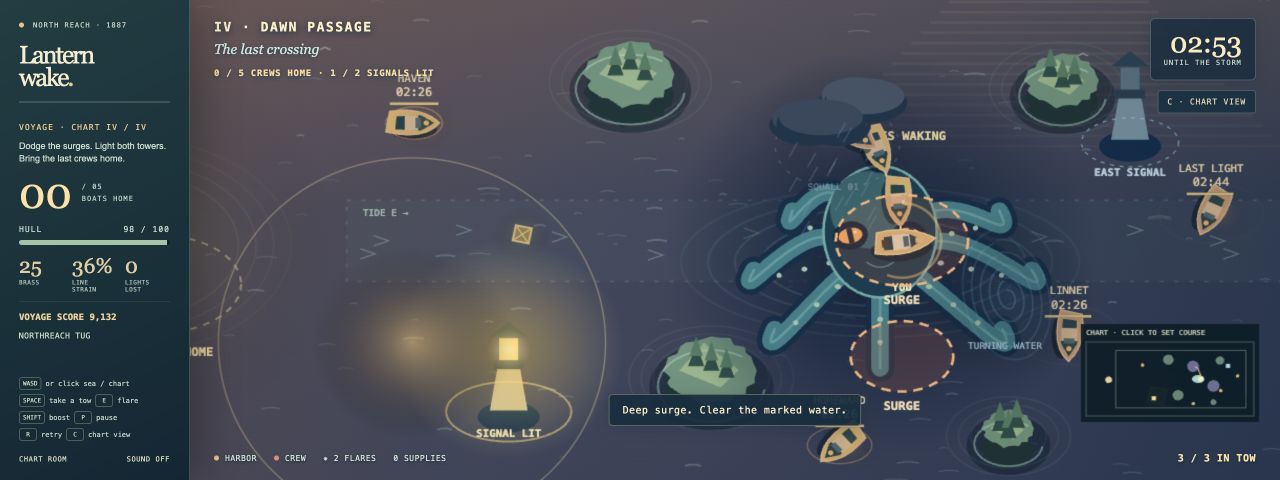 NORTH REACH · 1887
Lantern
wake.
VOYAGE · CHART IV / IV
Dodge the surges. Light both towers.
Bring the last crews home.
00
/ 05
BOATS HOME
HULL
98 / 100
25
BRASS
36%
LINE
STRAIN
0
LIGHTS
LOST
VOYAGE SCORE 9,132
NORTHREACH TUG
WASD or click sea / chart
SPACE take a tow E flare
SHIFT boost P pause
R retry C chart view
CHART ROOM
SOUND OFF
IV · DAWN PASSAGE
The last crossing
0 / 5 CREWS HOME · 1 / 2 SIGNALS LIT
HAVEN
02:26
02:53
UNTIL THE STORM
C · CHART VIEW
WAKING
EAST SIGNAL
LAST LIGHT
02:44
SQUALL 01
TIDE E →
YOU
SURGE
LINNET
02:26
TURNING WATER
CHART · CLICK TO SET COURSE
OME
SURGE
Deep surge. Clear the marked water.
SIGNAL LIT
HARBOR
CREW
2 FLARES
0 SUPPLIES
3 / 3 IN TOW